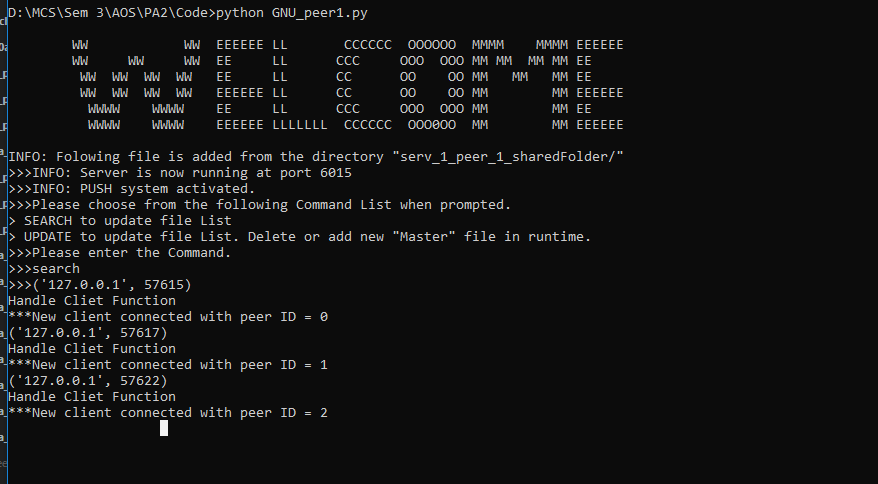 D:\MCS\Sem 3\AOS\PA2\Code>python GNU_peer1.py
WW WW EEEEEE LL CCCCCC OOOOOO MMMM MMMM EEEEEE
WW WW WW EE LL CCC OOO OOO MM MM MM MM EE
WW WW WW WW EE LL CC OO OO MM MM MM EE
WW WW WW WW EEEEEE LL CC OO OO MM MM EEEEEE
WWWW WWWW EE LL CCC OOO OOO MM MM EE
WWWW WWWW EEEEEE LLLLLLL CCCCCC OOO0OO MM MM EEEEEE
INFO: Folowing file is added from the directory "serv_1_peer_1_sharedFolder/"
>>>INFO: Server is now running at port 6015
>>>INFO: PUSH system activated.
>>>Please choose from the following Command List when prompted.
> SEARCH to update file List
> UPDATE to update file List. Delete or add new "Master" file in runtime.
>>>Please enter the Command.
>>>search
>>>('127.0.0.1', 57615)
Handle Cliet Function
***New client connected with peer ID = 0
('127.0.0.1', 57617)
Handle Cliet Function
***New client connected with peer ID = 1
('127.0.0.1', 57622)
Handle Cliet Function
***New client connected with peer ID = 2